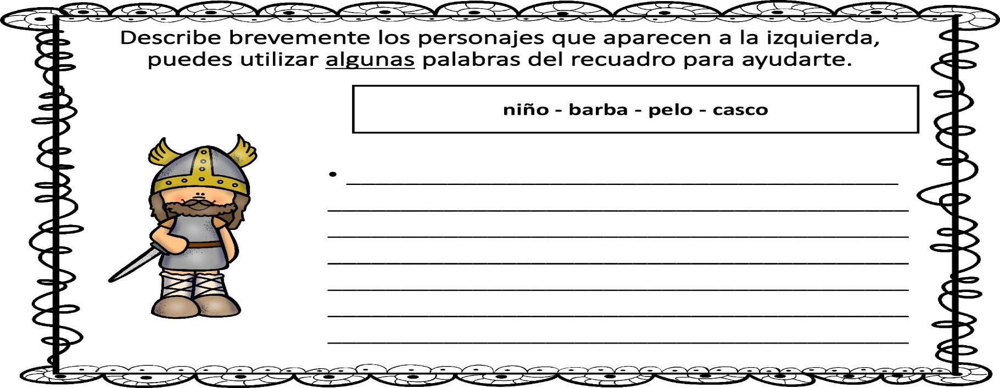 Describe brevemente los personajes que aparecen a la izquierda,
puedes utilizar algunas palabras del recuadro para ayudarte.
niño - barba - pelo - casco